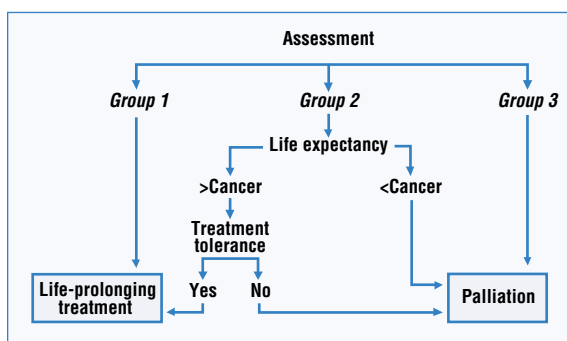 Assessment
Group 1
Group 2
Group 3
Life expectancy
>Cancer
<Cancer
Treatment
tolerance
Life-prolonging
treatment
Yes
No
Palliation